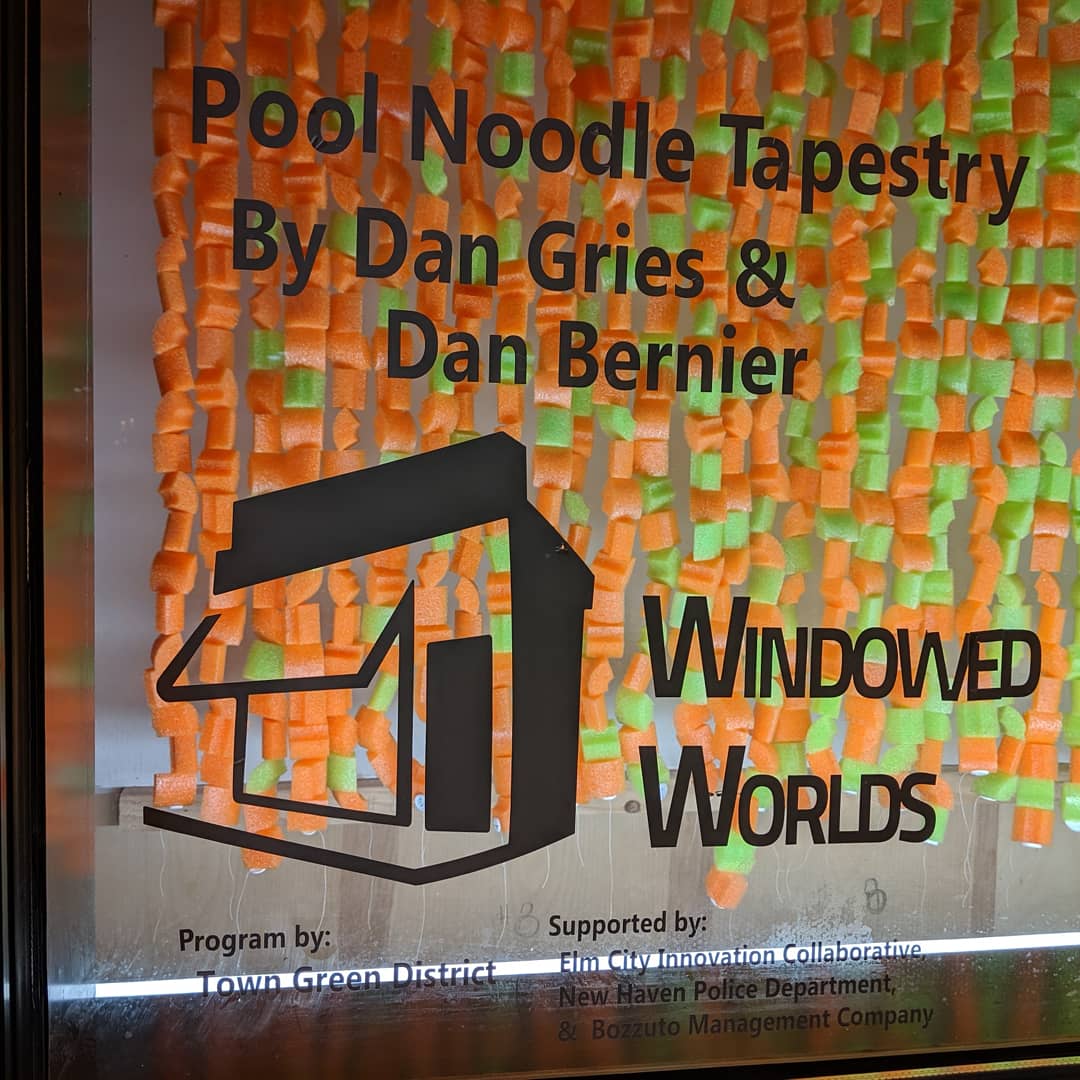 Pool Noodle Tapestry
By Dan Gries &
Dan Bernier
WINDOWED
WORLDS
Program by:
Town Green District
Supported by:
Elm City Innovation Collaborative,
New Haven Police Department,
& Bozzuto Management Company